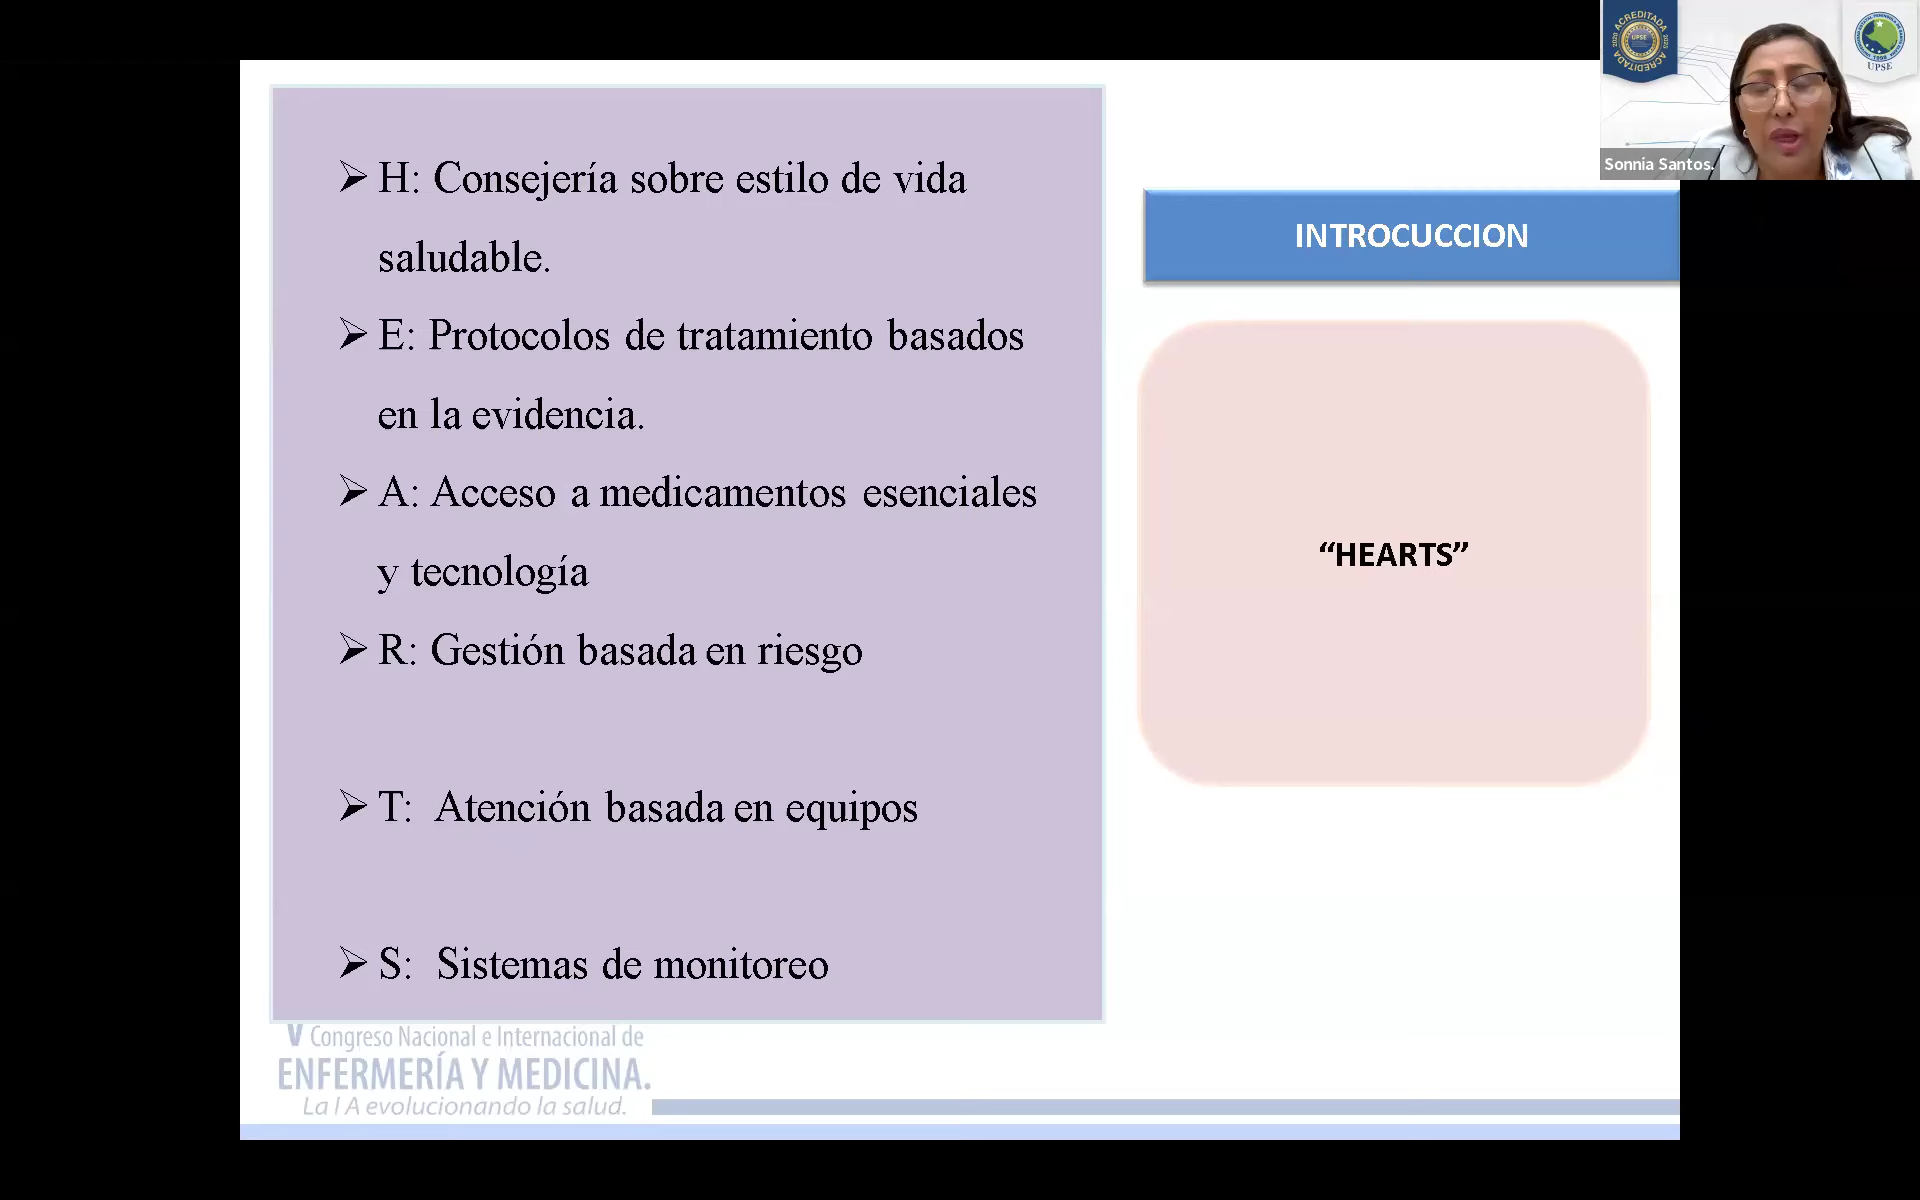 ➢ H: Consejería sobre estilo de vida
saludable.
➢ E: Protocolos de tratamiento basados
en la evidencia.
➢ A: Acceso a medicamentos esenciales
y tecnología
➢ R: Gestión basada en riesgo
➢ T: Atención basada en equipos
➢ S: Sistemas de monitoreo
INTROCUCCION
“HEARTS”
V Congreso Nacional e Internacional de
ENFERMERÍA Y MEDICINA.
La I A evolucionando la salud.
ACREDITADA
UPSE
UPSE
Sonnia Santos.